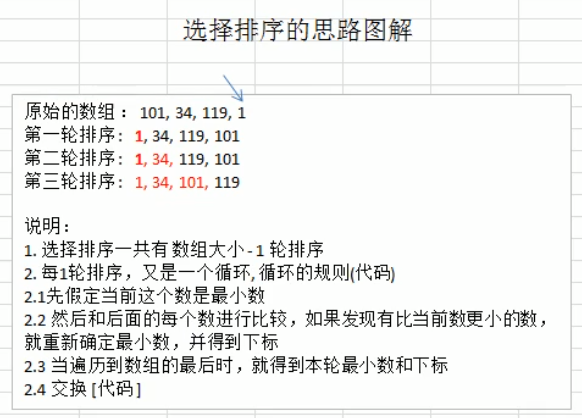 选择排序的思路图解
原始的数组： 101, 34, 119, 1
第一轮排序： 1, 34, 119, 101
第二轮排序： 1, 34, 119, 101
第三轮排序： 1, 34, 101, 119
说明：
1. 选择排序一共有数组大小 - 1 轮排序
2. 每1轮排序，又是一个循环, 循环的规则(代码)
2.1先假定当前这个数是最小数
2.2 然后和后面的每个数进行比较，如果发现有比当前数更小的数，
就重新确定最小数，并得到下标
2.3 当遍历到数组的最后时，就得到本轮最小数和下标
2.4 交换 [代码]